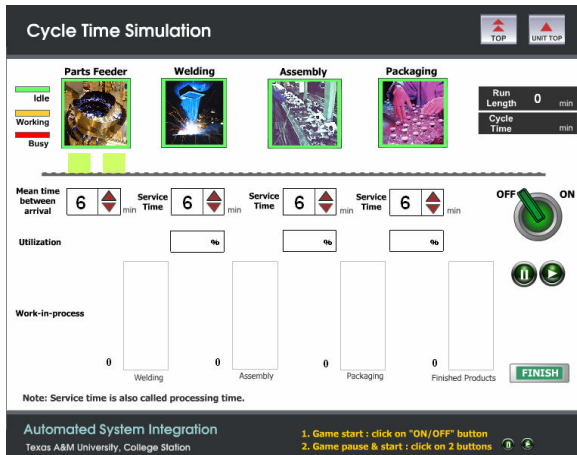 Cycle Time Simulation
TOP
UNIT TOP
Parts Feeder
Welding
Assembly
Packaging
Idle
Working
Busy
Run Length 0 min
Cycle Time min
Mean time between arrival 6 min
Service Time 6 min
Service Time 6 min
Service Time 6 min
OFF
ON
Utilization
%
%
%
Work-in-process
0
0
0
0
Welding
Assembly
Packaging
Finished Products
FINISH
Note: Service time is also called processing time.
Automated System Integration
Texas A&M University, College Station
1. Game start : click on "ON/OFF" button
2. Game pause & start : click on 2 buttons